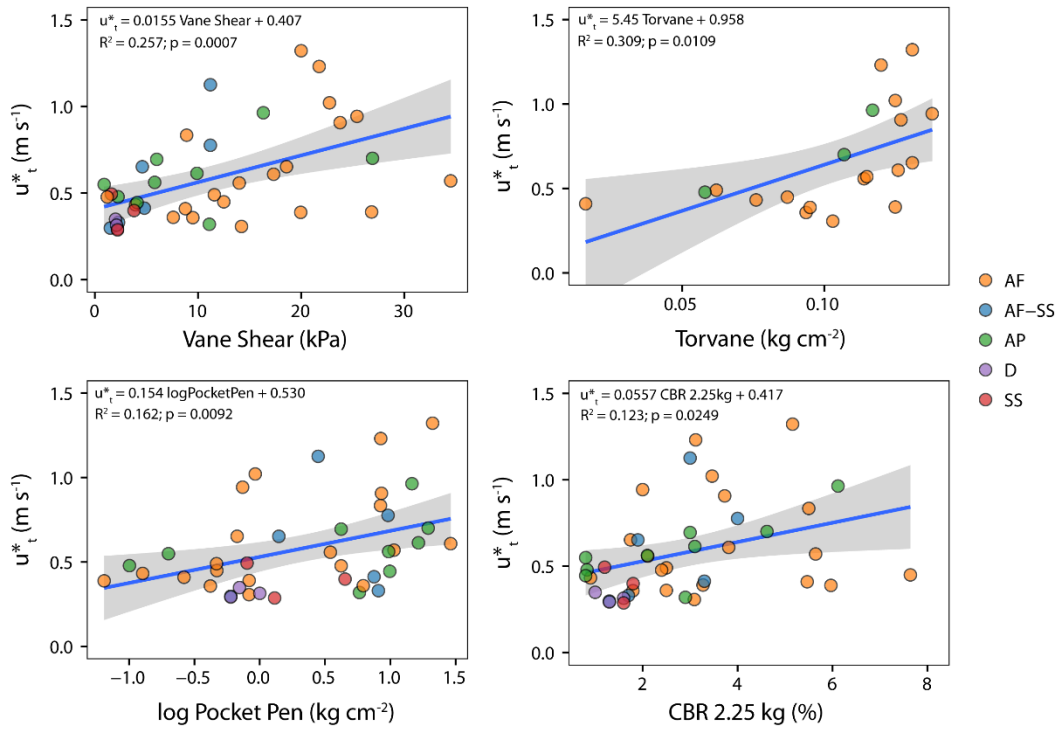 u*t = 0.0155 Vane Shear + 0.407
R² = 0.257; p = 0.0007
1.5
1.0
0.5
0.0
u*t (m s⁻¹)
0
10
20
30
Vane Shear (kPa)
u*t = 5.45 Torvane + 0.958
R² = 0.309; p = 0.0109
1.5
1.0
0.5
0.0
u*t (m s⁻¹)
0.05
0.10
Torvane (kg cm⁻²)
AF
AF−SS
AP
D
SS
u*t = 0.154 logPocketPen + 0.530
R² = 0.162; p = 0.0092
1.5
1.0
0.5
0.0
u*t (m s⁻¹)
−1.0
−0.5
0.0
0.5
1.0
1.5
log Pocket Pen (kg cm⁻²)
u*t = 0.0557 CBR 2.25kg + 0.417
R² = 0.123; p = 0.0249
1.5
1.0
0.5
0.0
u*t (m s⁻¹)
2
4
6
8
CBR 2.25 kg (%)